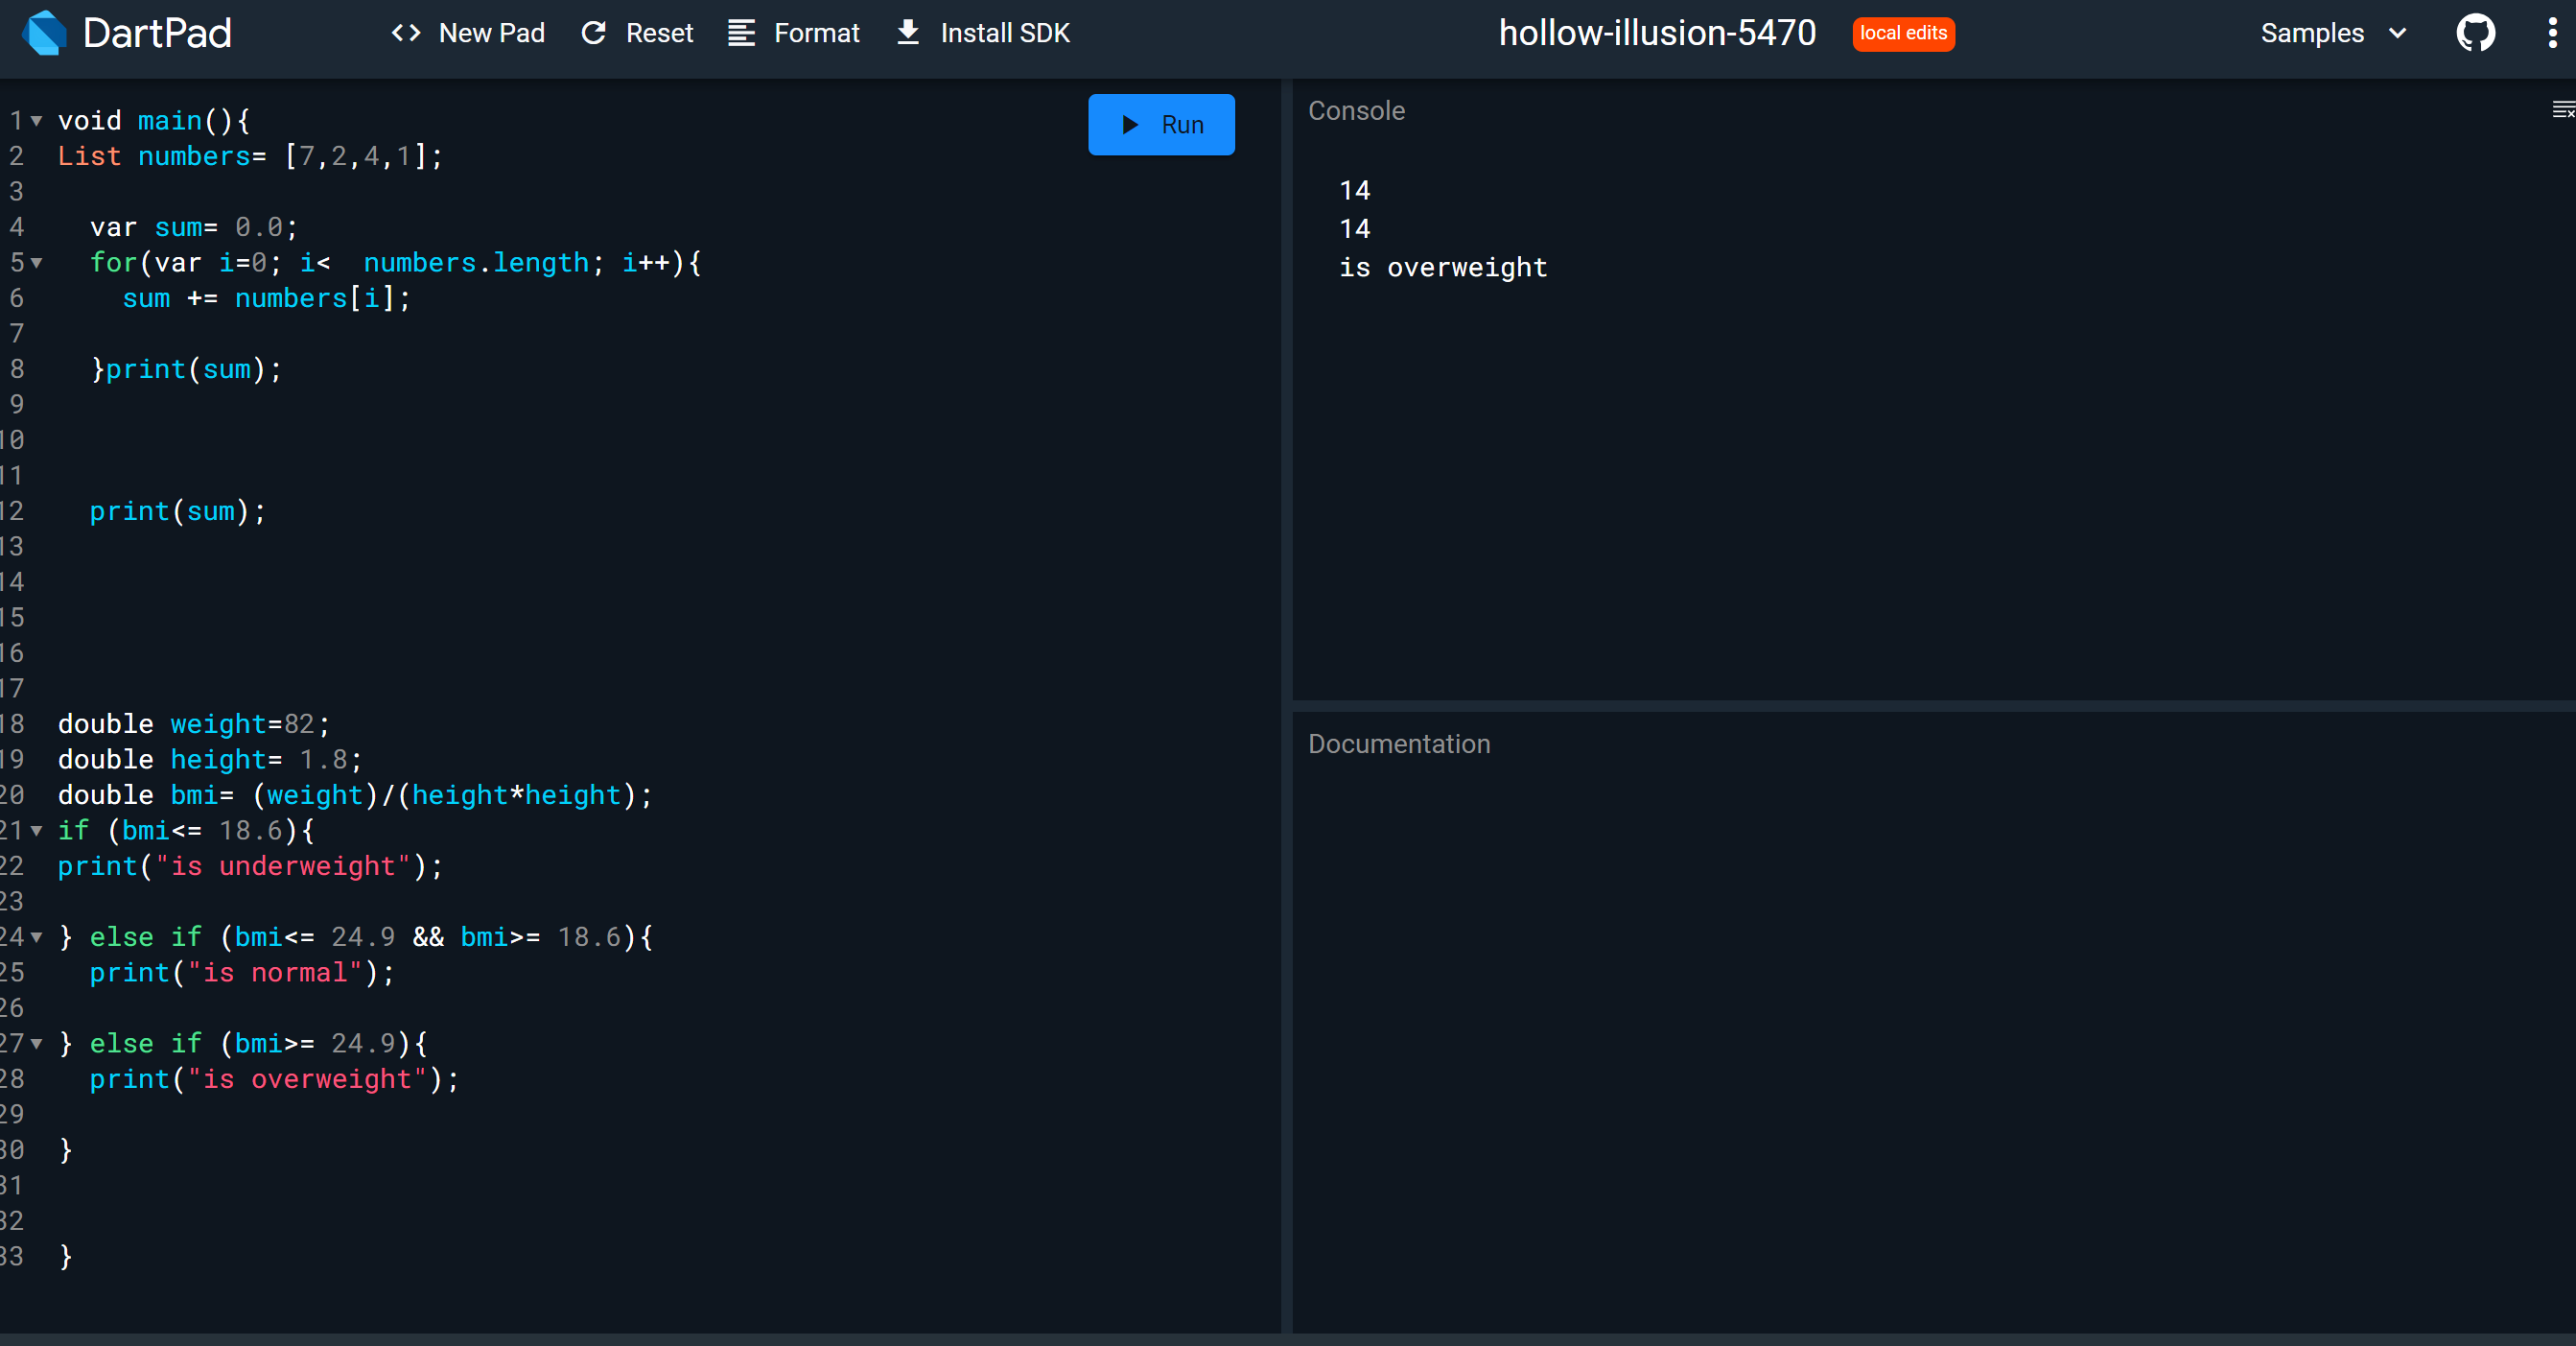 DartPad
<> New Pad
Reset
Format
Install SDK
hollow-illusion-5470
local edits
Samples
Run
1 void main(){
2 List numbers= [7,2,4,1];
3
4   var sum= 0.0;
5   for(var i=0; i<  numbers.length; i++){
6     sum += numbers[i];
7
8   }print(sum);
9
10
11
12   print(sum);
13
14
15
16
17
18 double weight=82;
19 double height= 1.8;
20 double bmi= (weight)/(height*height);
21 if (bmi<= 18.6){
22 print("is underweight");
23
24 } else if (bmi<= 24.9 && bmi>= 18.6){
25   print("is normal");
26
27 } else if (bmi>= 24.9){
28   print("is overweight");
29
30 }
31
32
33 }
Console
14
14
is overweight
Documentation